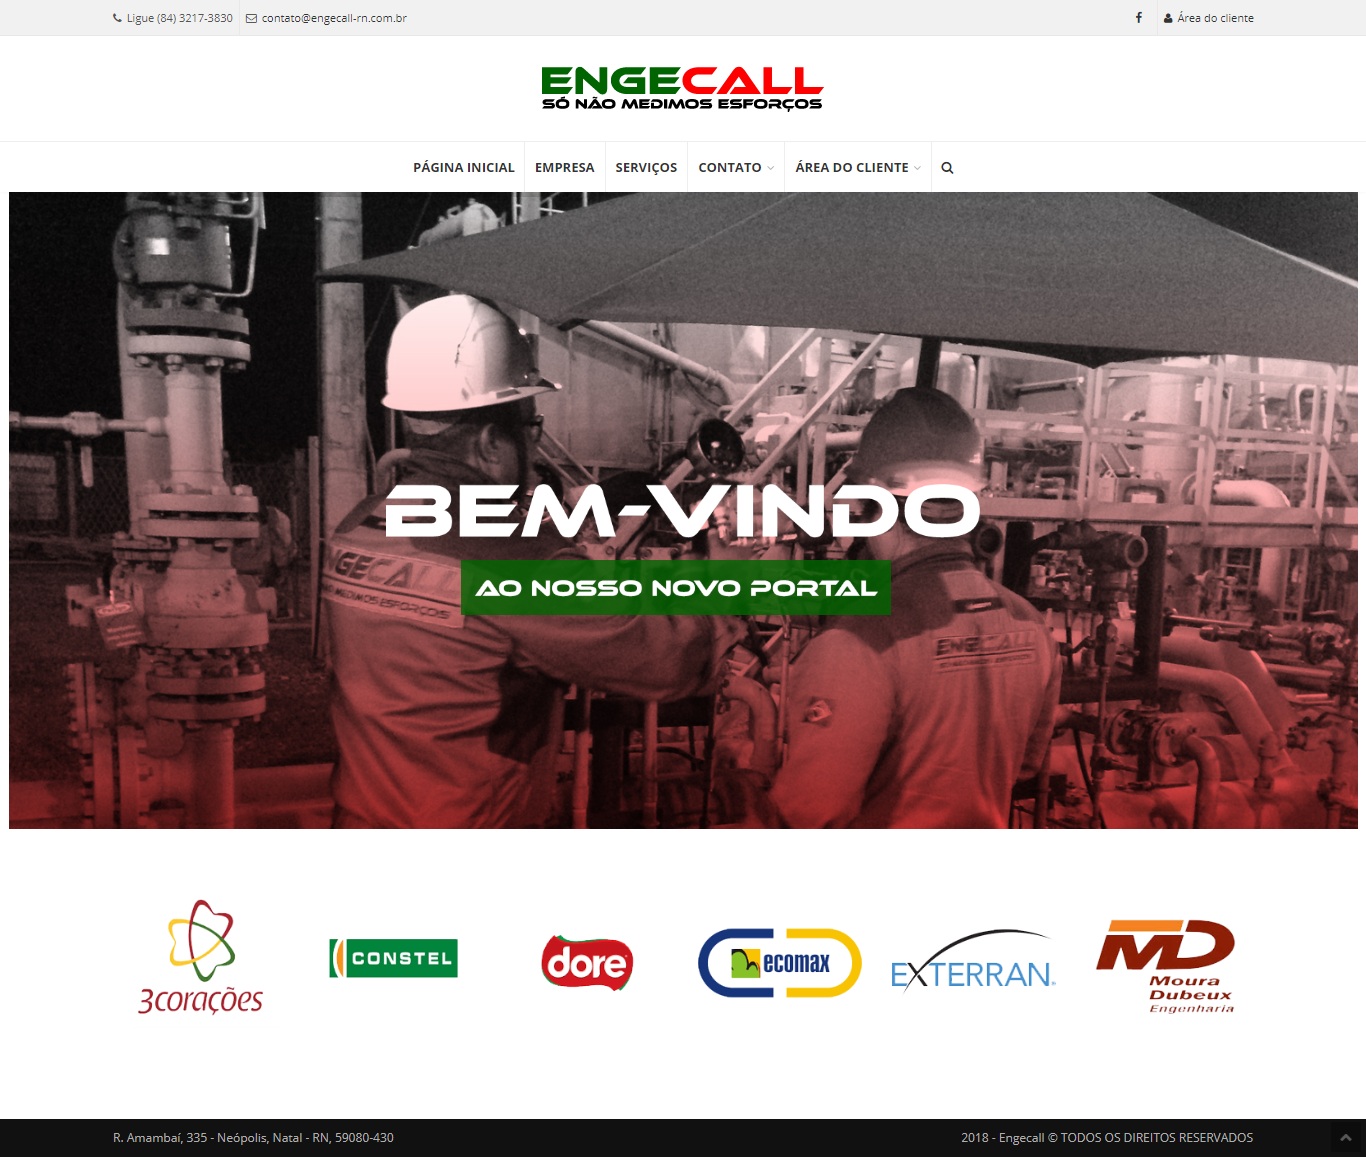 Ligue (84) 3217-3830
contato@engecall-rn.com.br
Área do cliente
ENGECALL
SÓ NÃO MEDIMOS ESFORÇOS
PÁGINA INICIAL
EMPRESA
SERVIÇOS
CONTATO
ÁREA DO CLIENTE
BEM-VINDO
AO NOSSO NOVO PORTAL
GECALL
NÃO MEDIMOS ESFORÇOS
ENGECALL
3corações
CONSTEL
dore
ecomax
EXTERRAN
MD
Moura
Dubeux
Engenharia
R. Amambaí, 335 - Neópolis, Natal - RN, 59080-430
2018 - Engecall © TODOS OS DIREITOS RESERVADOS